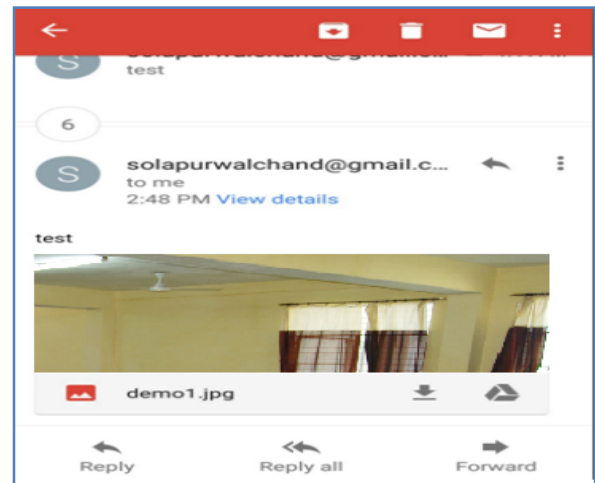 test
6
S
solapurwalchand@gmail.c...
to me
2:48 PM View details
test
demo1.jpg
Reply Reply all Forward